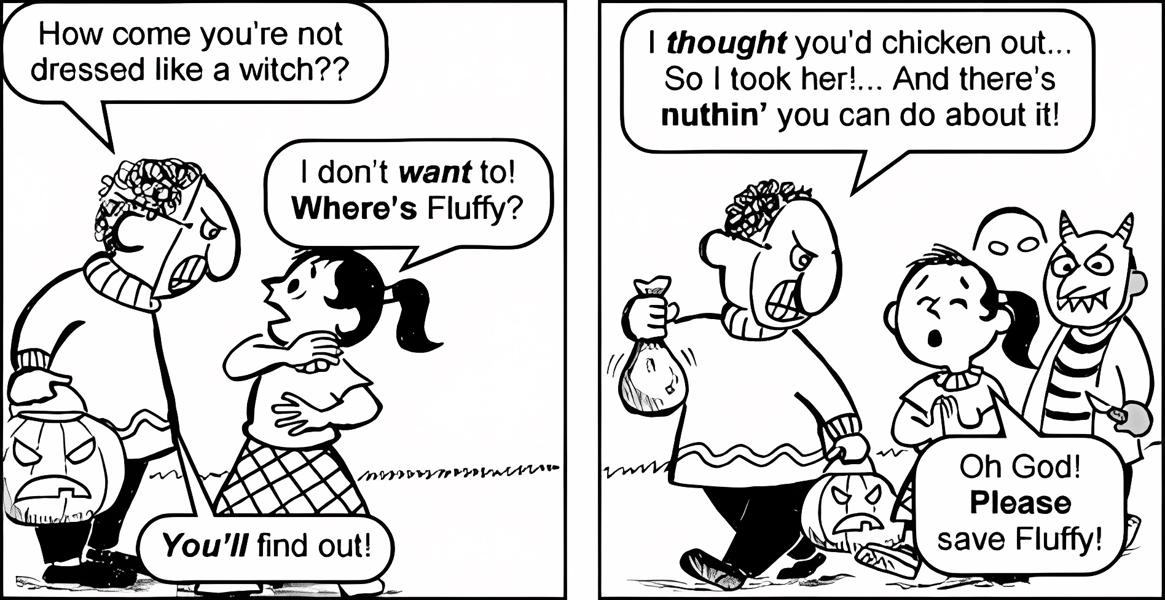 How come you're not
dressed like a witch??
I don't want to!
Where's Fluffy?
You'll find out!
I thought you'd chicken out...
So I took her!... And there's
nuthin' you can do about it!
Oh God!
Please
save Fluffy!